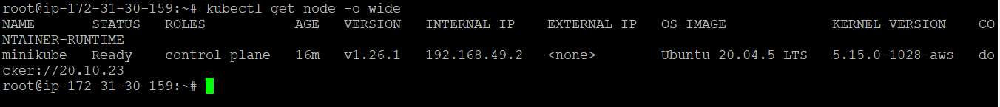 root@ip-172-31-30-159:~# kubectl get node -o wide
NAME       STATUS   ROLES           AGE   VERSION   INTERNAL-IP    EXTERNAL-IP   OS-IMAGE             KERNEL-VERSION    CO
NTAINER-RUNTIME
minikube   Ready    control-plane   16m   v1.26.1   192.168.49.2   <none>        Ubuntu 20.04.5 LTS   5.15.0-1028-aws   do
cker://20.10.23
root@ip-172-31-30-159:~#